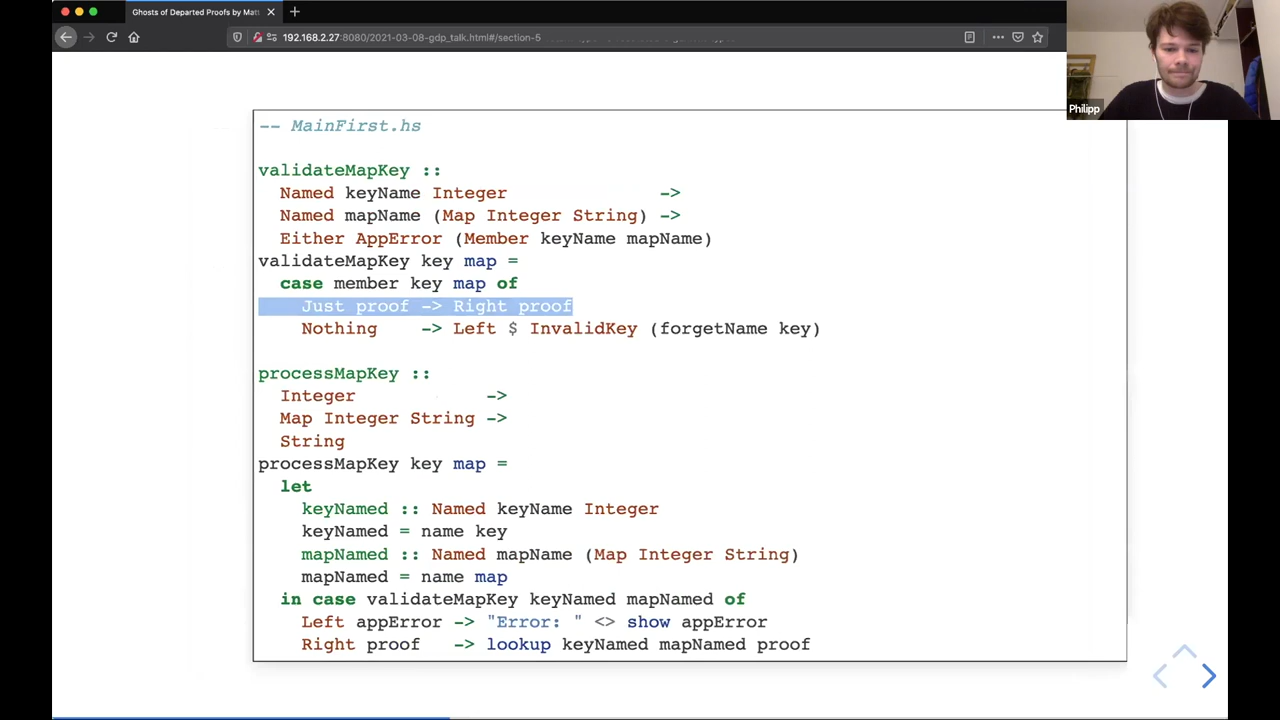 Ghosts of Departed Proofs by Mat
192.168.2.27:8080/2021-03-08-gdp_talk.html#/section-5
Philipp
-- MainFirst.hs
validateMapKey ::
Named keyName Integer ->
Named mapName (Map Integer String) ->
Either AppError (Member keyName mapName)
validateMapKey key map =
case member key map of
Just proof -> Right proof
Nothing -> Left $ InvalidKey (forgetName key)
processMapKey ::
Integer ->
Map Integer String ->
String
processMapKey key map =
let
keyNamed :: Named keyName Integer
keyNamed = name key
mapNamed :: Named mapName (Map Integer String)
mapNamed = name map
in case validateMapKey keyNamed mapNamed of
Left appError -> "Error: " <> show appError
Right proof -> lookup keyNamed mapNamed proof